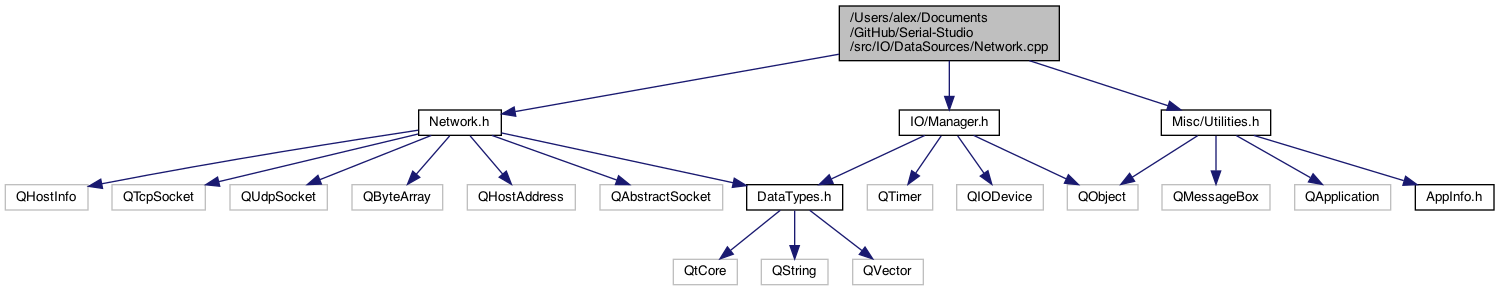 /Users/alex/Documents
/GitHub/Serial-Studio
/src/IO/DataSources/Network.cpp
Network.h
IO/Manager.h
Misc/Utilities.h
QHostInfo
QTcpSocket
QUdpSocket
QByteArray
QHostAddress
QAbstractSocket
DataTypes.h
QTimer
QIODevice
QObject
QMessageBox
QApplication
AppInfo.h
QtCore
QString
QVector